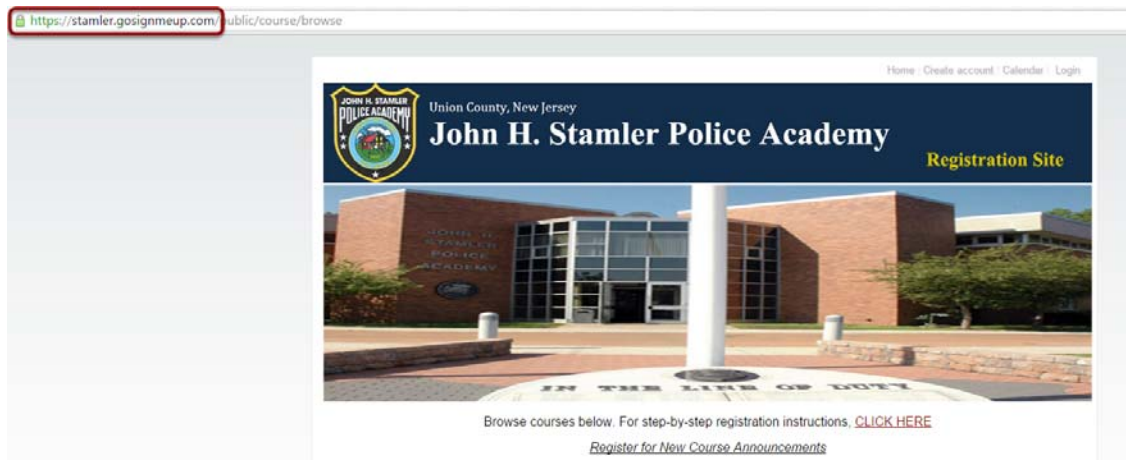 https://stamler.gosignmeup.com/public/course/browse
Home | Create account | Calendar | Login
JOHN H. STAMLER
POLICE ACADEMY
Union County, New Jersey
John H. Stamler Police Academy
Registration Site
JOHN H.
STAMLER
POLICE
ACADEMY
IN THE LINE OF DUTY
Browse courses below. For step-by-step registration instructions, CLICK HERE
Register for New Course Announcements